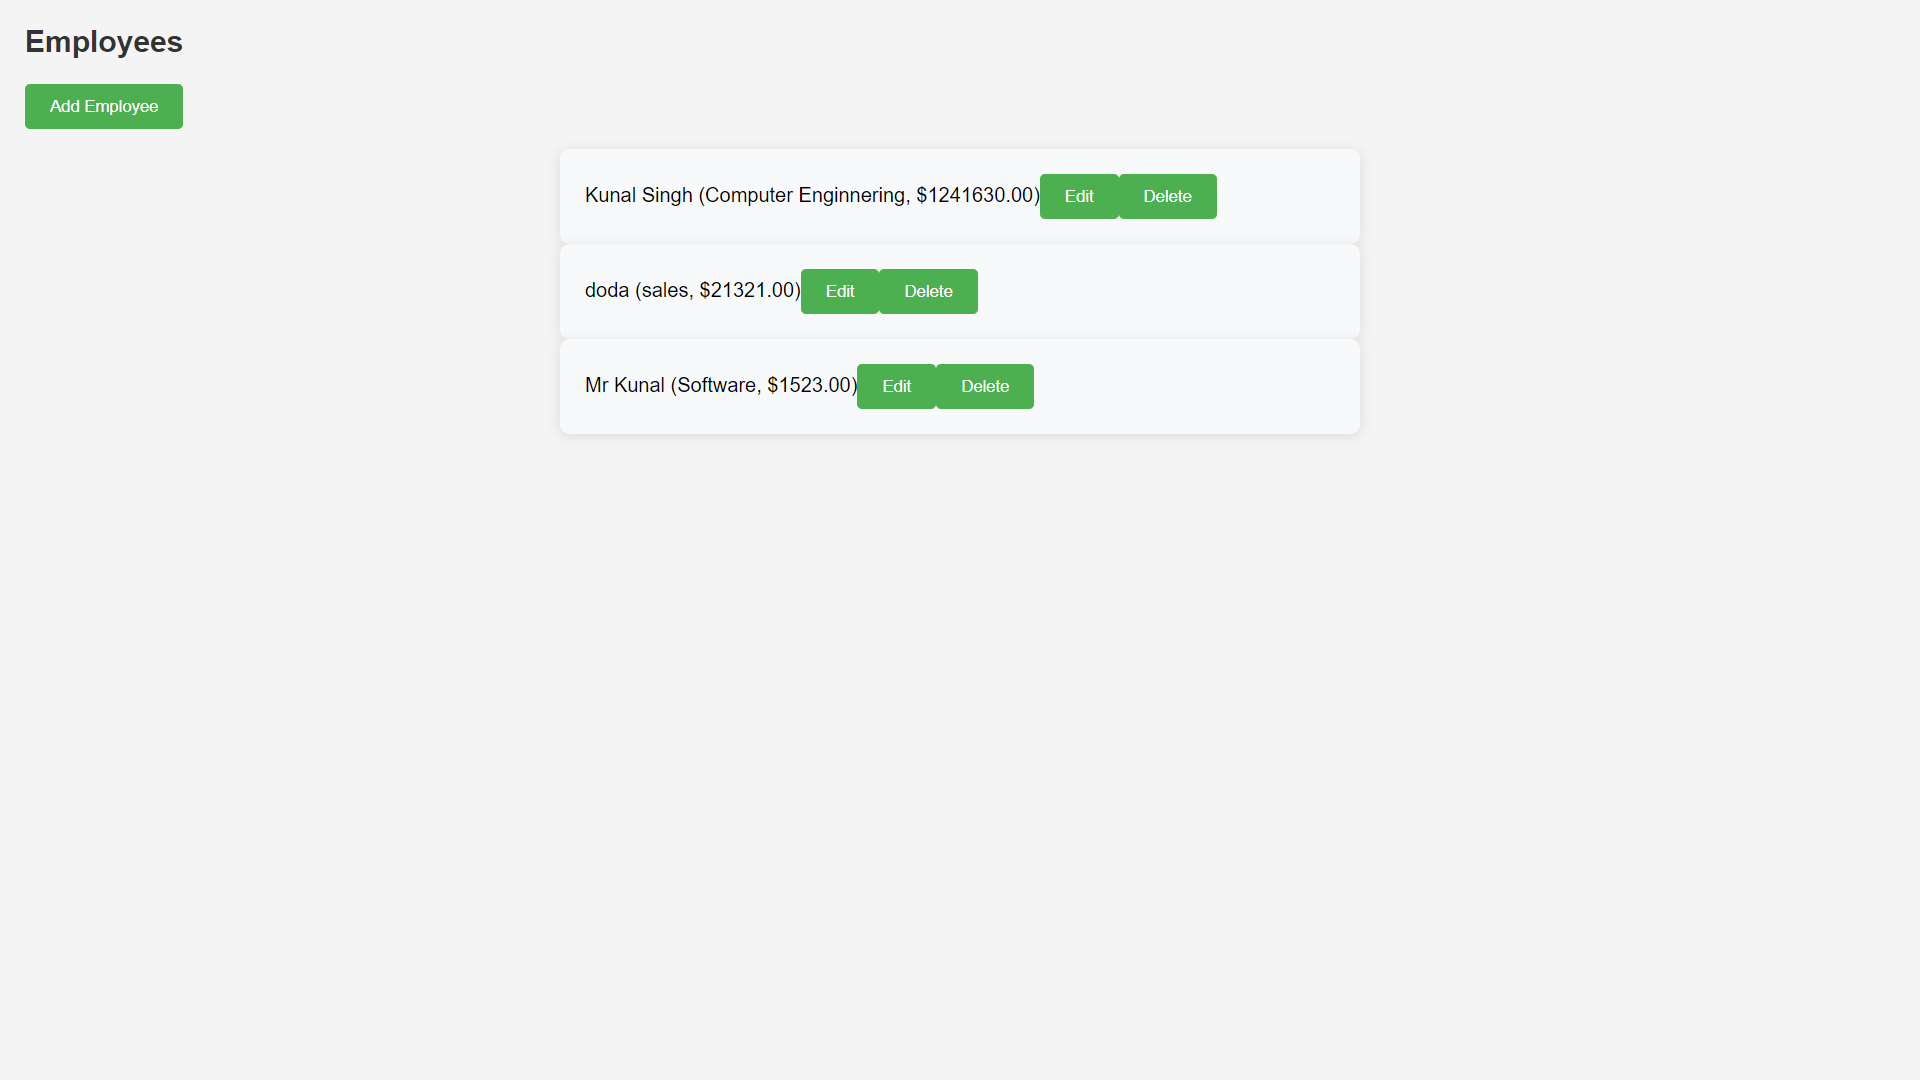 Employees
Add Employee
Kunal Singh (Computer Enginnering, $1241630.00) Edit Delete
doda (sales, $21321.00) Edit Delete
Mr Kunal (Software, $1523.00) Edit Delete